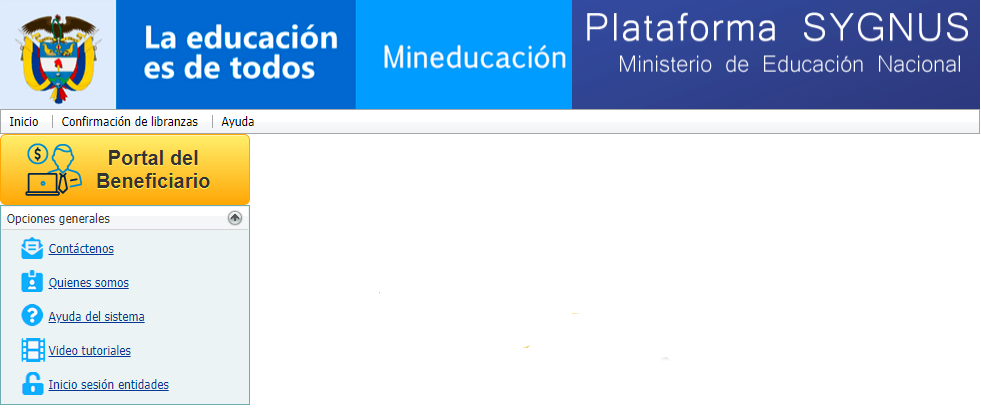 La educación
es de todos
Mineducación
Plataforma SYGNUS
Ministerio de Educación Nacional
Inicio
Confirmación de libranzas
Ayuda
$
Portal del
Beneficiario
Opciones generales
Contáctenos
Quienes somos
? Ayuda del sistema
Video tutoriales
Inicio sesión entidades